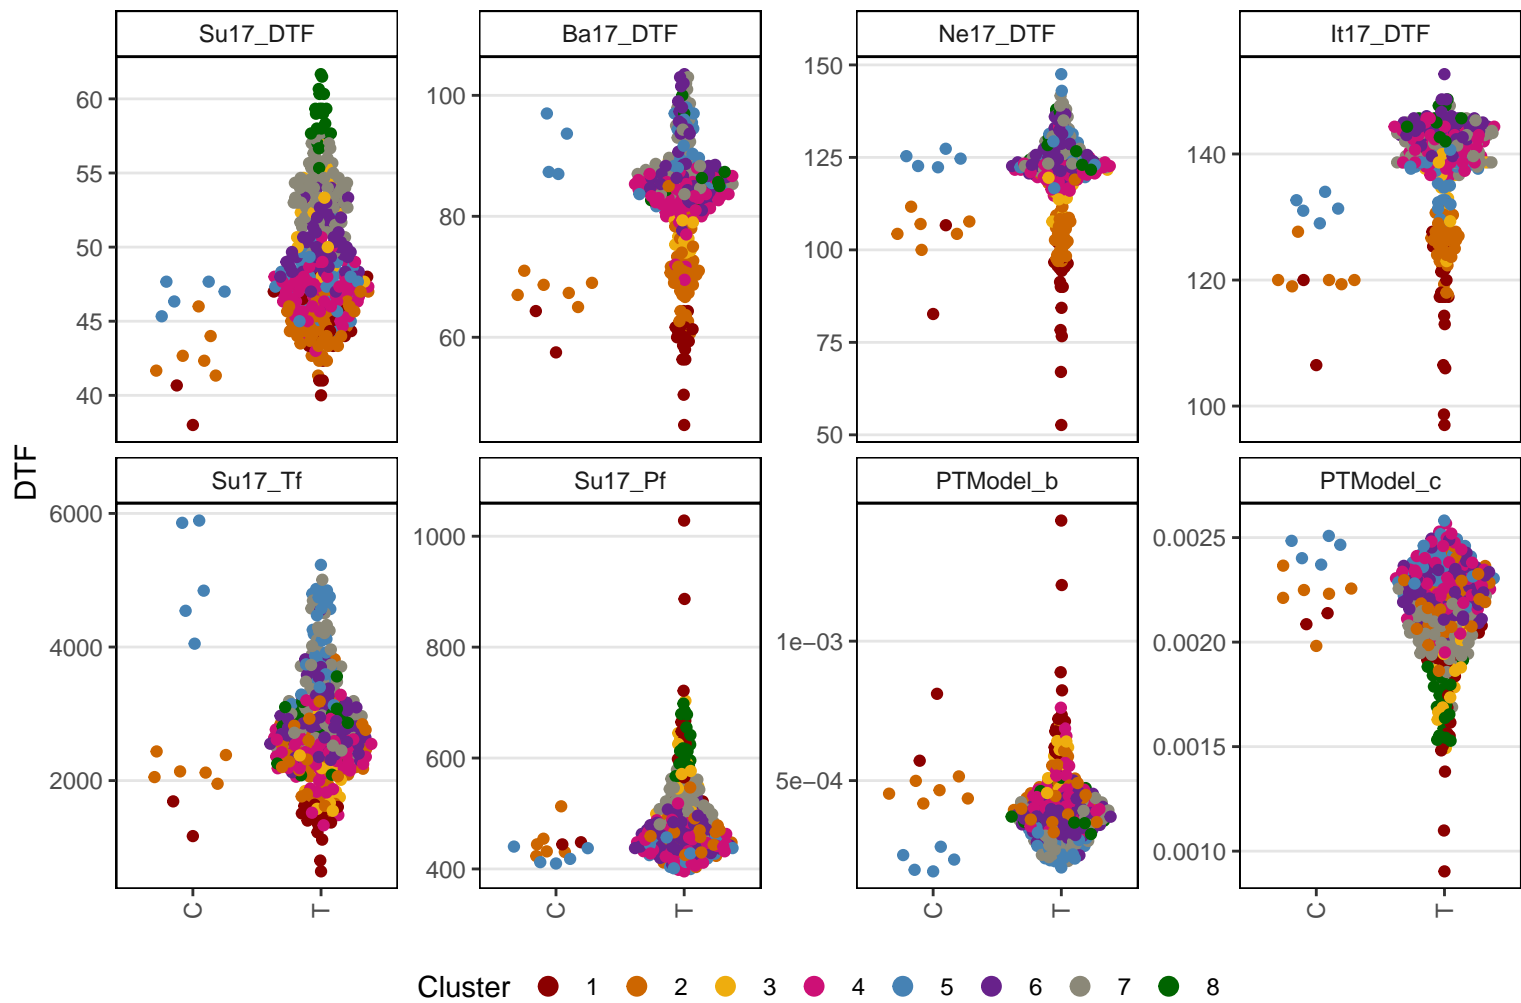 Su17_DTF Ba17_DTF Ne17_DTF It17_DTF
60 55 50 45 40
100 80 60
150 125 100 75 50
140 120 100
DTF
Su17_Tf Su17_Pf PTModel_b PTModel_c
6000 4000 2000
1000 800 600 400
1e−03 5e−04
0.0025 0.0020 0.0015 0.0010
C T C T C T C T
Cluster 1 2 3 4 5 6 7 8